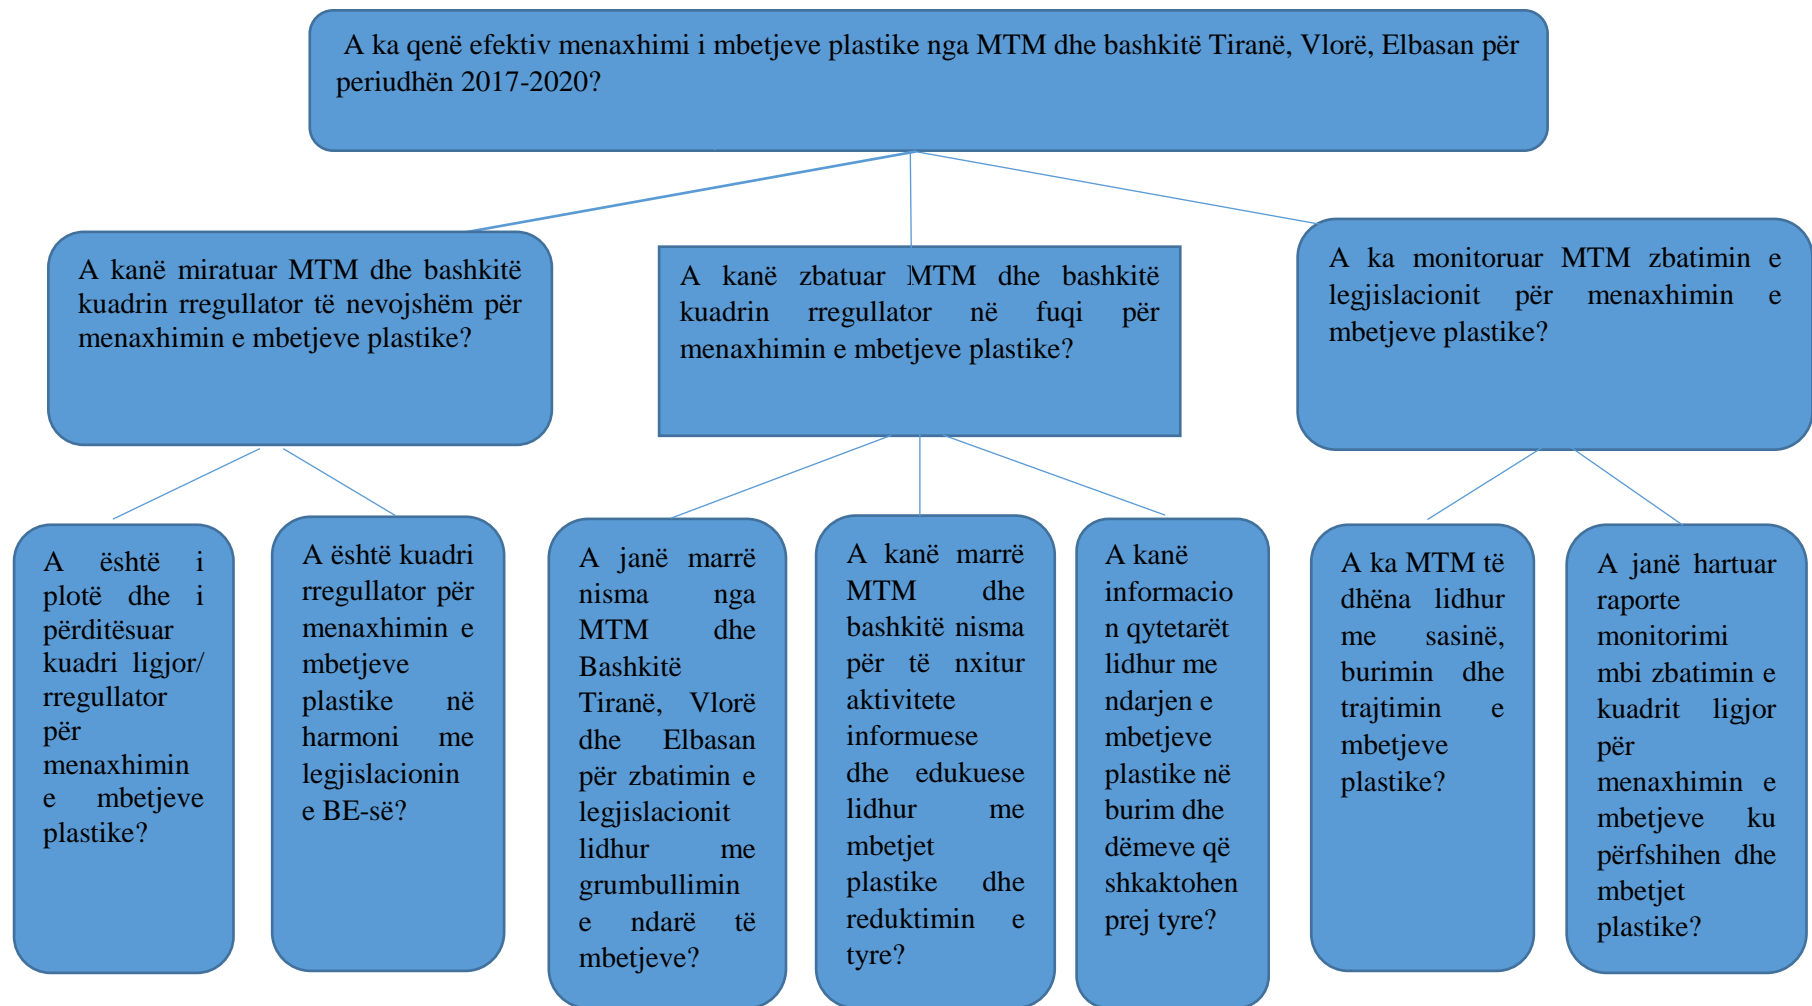 A ka qenë efektiv menaxhimi i mbetjeve plastike nga MTM dhe bashkitë Tiranë, Vlorë, Elbasan për
periudhën 2017-2020?
A kanë miratuar MTM dhe bashkitë
kuadrin rregullator të nevojshëm për
menaxhimin e mbetjeve plastike?
A kanë zbatuar MTM dhe bashkitë
kuadrin rregullator në fuqi për
menaxhimin e mbetjeve plastike?
A ka monitoruar MTM zbatimin e
legjislacionit për menaxhimin e
mbetjeve plastike?
A është i
plotë dhe i
përditësuar
kuadri ligjor/
rregullator
për
menaxhimin
e mbetjeve
plastike?
A është kuadri
rregullator për
menaxhimin e
mbetjeve
plastike në
harmoni me
legjislacionin
e BE-së?
A janë marrë
nisma nga
MTM dhe
Bashkitë
Tiranë, Vlorë
dhe Elbasan
për zbatimin e
legjislacionit
lidhur me
grumbullimin
e ndarë të
mbetjeve?
A kanë marrë
MTM dhe
bashkitë nisma
për të nxitur
aktivitete
informuese
dhe edukuese
lidhur me
mbetjet
plastike dhe
reduktimin e
tyre?
A kanë
informacio
n qytetarët
lidhur me
ndarjen e
mbetjeve
plastike në
burim dhe
dëmeve që
shkaktohen
prej tyre?
A ka MTM të
dhëna lidhur
me sasinë,
burimin dhe
trajtimin e
mbetjeve
plastike?
A janë hartuar
raporte
monitorimi
mbi zbatimin e
kuadrit ligjor
për
menaxhimin e
mbetjeve ku
përfshihen dhe
mbetjet
plastike?